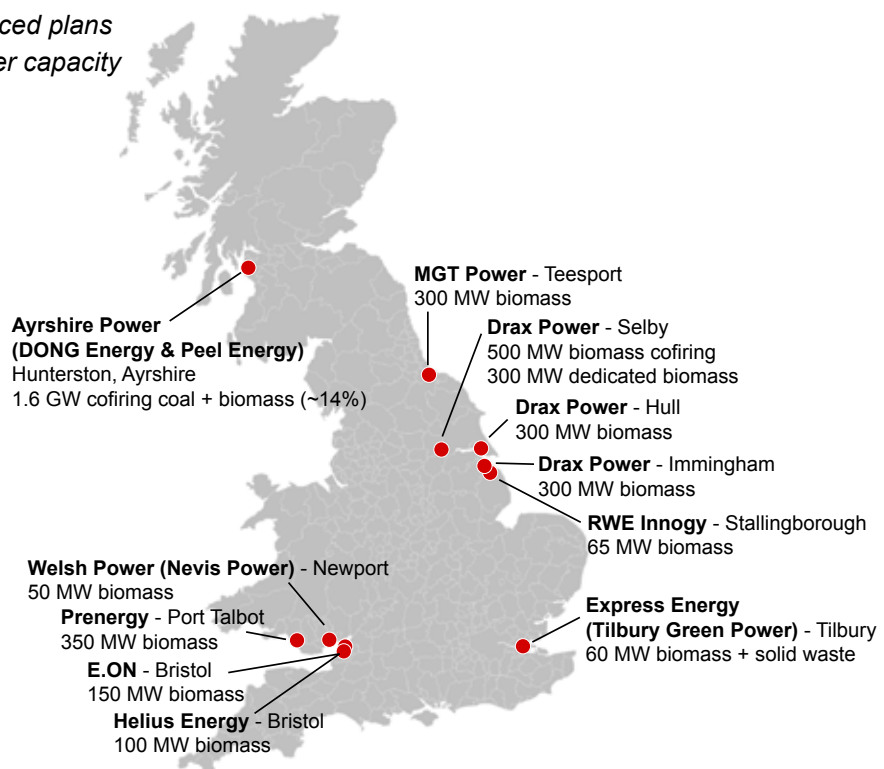 ced plans
er capacity
MGT Power - Teesport
300 MW biomass
Ayrshire Power
(DONG Energy & Peel Energy)
Hunterston, Ayrshire
1.6 GW cofiring coal + biomass (~14%)
Drax Power - Selby
500 MW biomass cofiring
300 MW dedicated biomass
Drax Power - Hull
300 MW biomass
Drax Power - Immingham
300 MW biomass
RWE Innogy - Stallingborough
65 MW biomass
Welsh Power (Nevis Power) - Newport
50 MW biomass
Prenergy - Port Talbot
350 MW biomass
E.ON - Bristol
150 MW biomass
Helius Energy - Bristol
100 MW biomass
Express Energy
(Tilbury Green Power) - Tilbury
60 MW biomass + solid waste